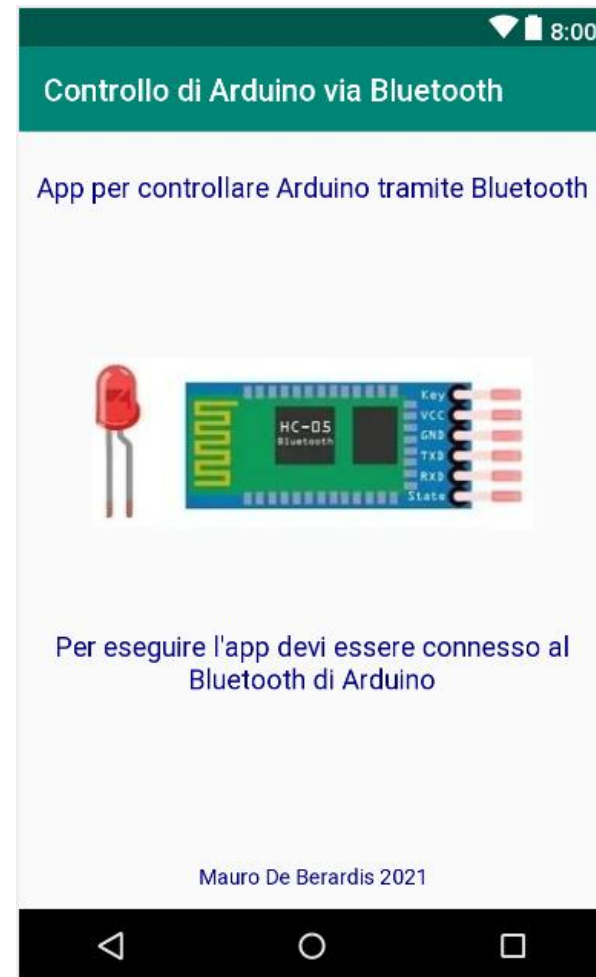 8:00
Controllo di Arduino via Bluetooth
App per controllare Arduino tramite Bluetooth
HC-05
Bluetooth
Key
VCC
GND
TXD
RXD
State
Per eseguire l'app devi essere connesso al
Bluetooth di Arduino
Mauro De Berardis 2021